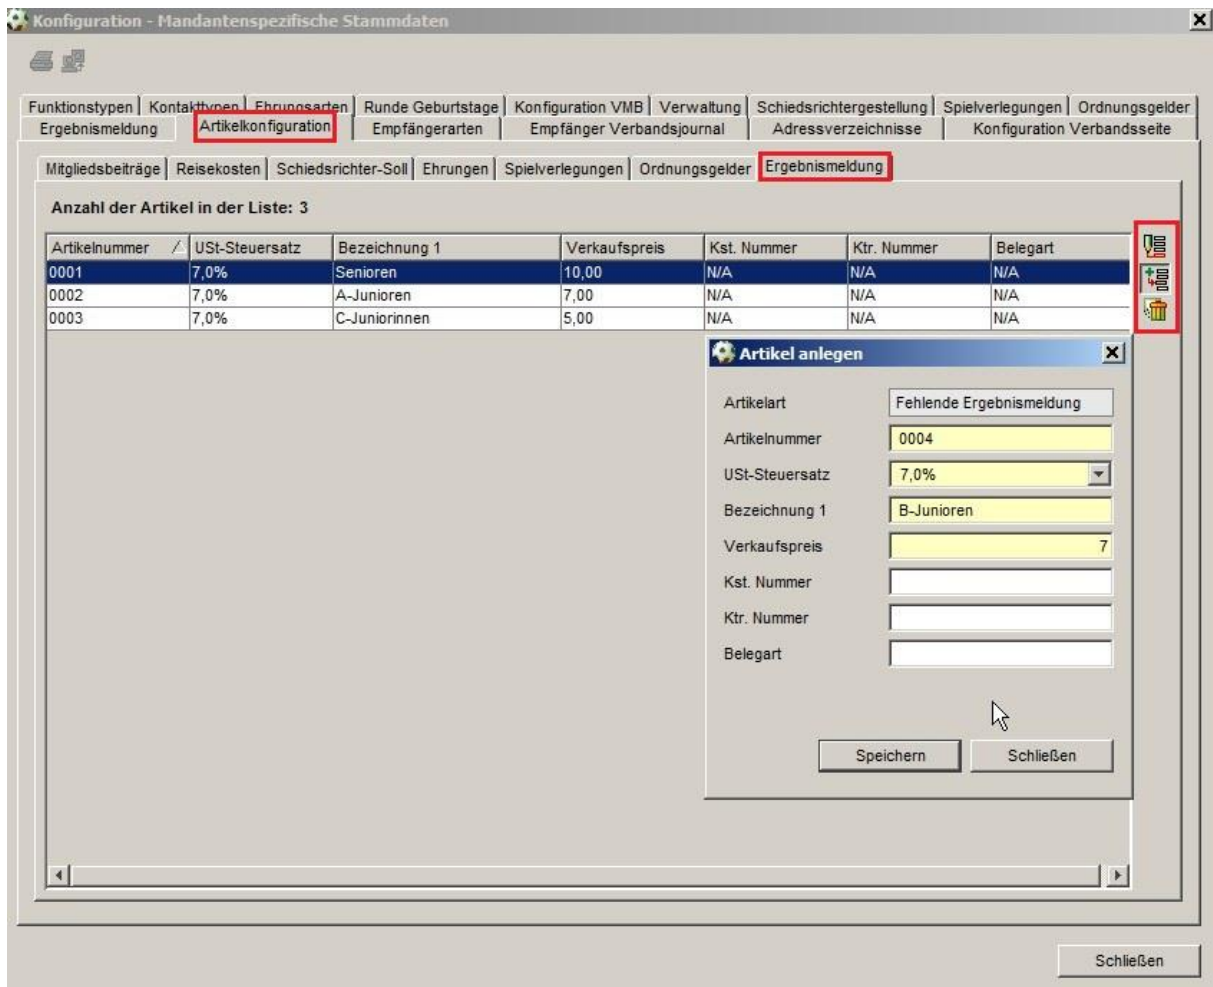 Konfiguration - Mandantenspezifische Stammdaten
Funktionstypen Kontakttypen Ehrungsarten Runde Geburtstage Konfiguration VMB Verwaltung Schiedsrichtergestellung Spielverlegungen Ordnungsgelder
Ergebnismeldung Artikelkonfiguration Empfängerarten Empfänger Verbandsjournal Adressverzeichnisse Konfiguration Verbandsseite
Mitgliedsbeiträge Reisekosten Schiedsrichter-Soll Ehrungen Spielverlegungen Ordnungsgelder Ergebnismeldung
Anzahl der Artikel in der Liste: 3
Artikelnummer USt-Steuersatz Bezeichnung 1 Verkaufspreis Kst. Nummer Ktr. Nummer Belegart
0001 7,0% Senioren 10,00 N/A N/A N/A
0002 7,0% A-Junioren 7,00 N/A N/A N/A
0003 7,0% C-Juniorinnen 5,00 N/A N/A N/A
Artikel anlegen
Artikelart Fehlende Ergebnismeldung
Artikelnummer 0004
USt-Steuersatz 7,0%
Bezeichnung 1 B-Junioren
Verkaufspreis 7
Kst. Nummer
Ktr. Nummer
Belegart
Speichern Schließen
Schließen